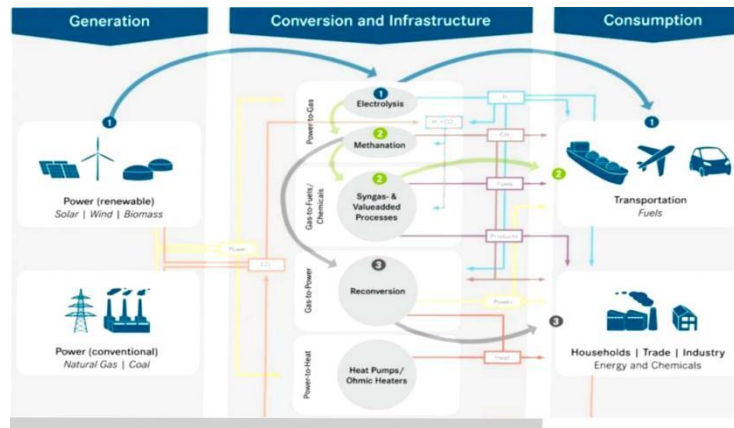 Generation
Conversion and Infrastructure
Consumption
1
Power (renewable)
Solar | Wind | Biomass
Power (conventional)
Natural Gas | Coal
Power
CO₂
Power-to-Gas
1
Electrolysis
2
Methanation
Gas-to-Fuels/
Chemicals
2
Syngas- &
Valueadded
Processes
Gas-to-Power
3
Reconversion
Power-to-Heat
Heat Pumps/
Ohmic Heaters
H₂
CH₄
Fuels
Products
Power
Heat
1
2
Transportation
Fuels
3
Households | Trade | Industry
Energy and Chemicals